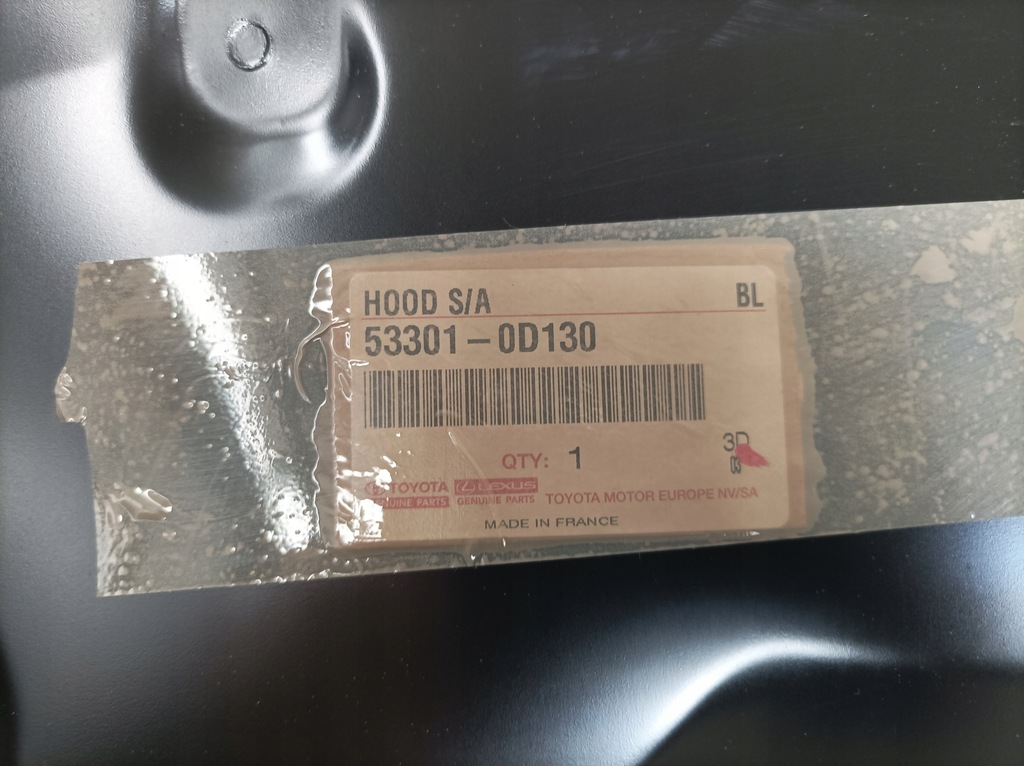 HOOD S/A BL
53301-0D130
QTY: 1
3D
K
TOYOTA LEXUS
GENUINE PARTS GENUINE PARTS TOYOTA MOTOR EUROPE NV/SA
MADE IN FRANCE